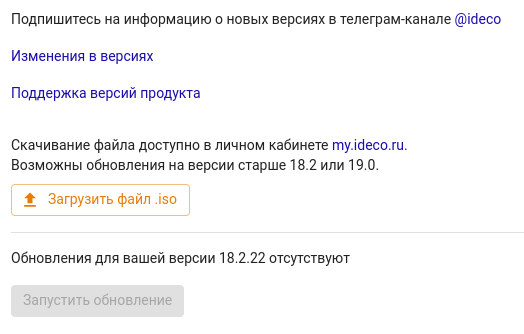 Подпишитесь на информацию о новых версиях в телеграм-канале @ideco
Изменения в версиях
Поддержка версий продукта
Скачивание файла доступно в личном кабинете my.ideco.ru.
Возможны обновления на версии старше 18.2 или 19.0.
Загрузить файл .iso
Обновления для вашей версии 18.2.22 отсутствуют
Запустить обновление